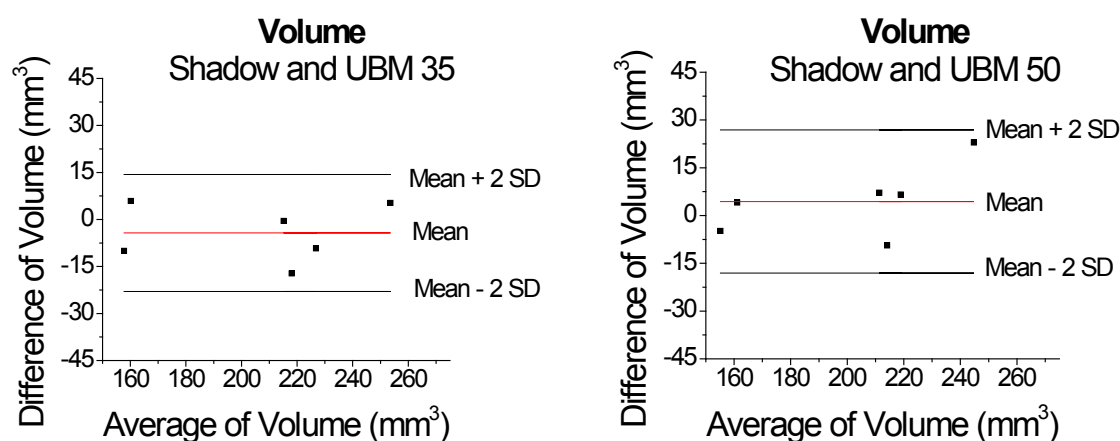 Volume
Shadow and UBM 35
Difference of Volume (mm³)
45
30
15
0
-15
-30
-45
Mean + 2 SD
Mean
Mean - 2 SD
160 180 200 220 240 260
Average of Volume (mm³)
Volume
Shadow and UBM 50
Difference of Volume (mm³)
45
30
15
0
-15
-30
-45
Mean + 2 SD
Mean
Mean - 2 SD
160 180 200 220 240 260
Average of Volume (mm³)